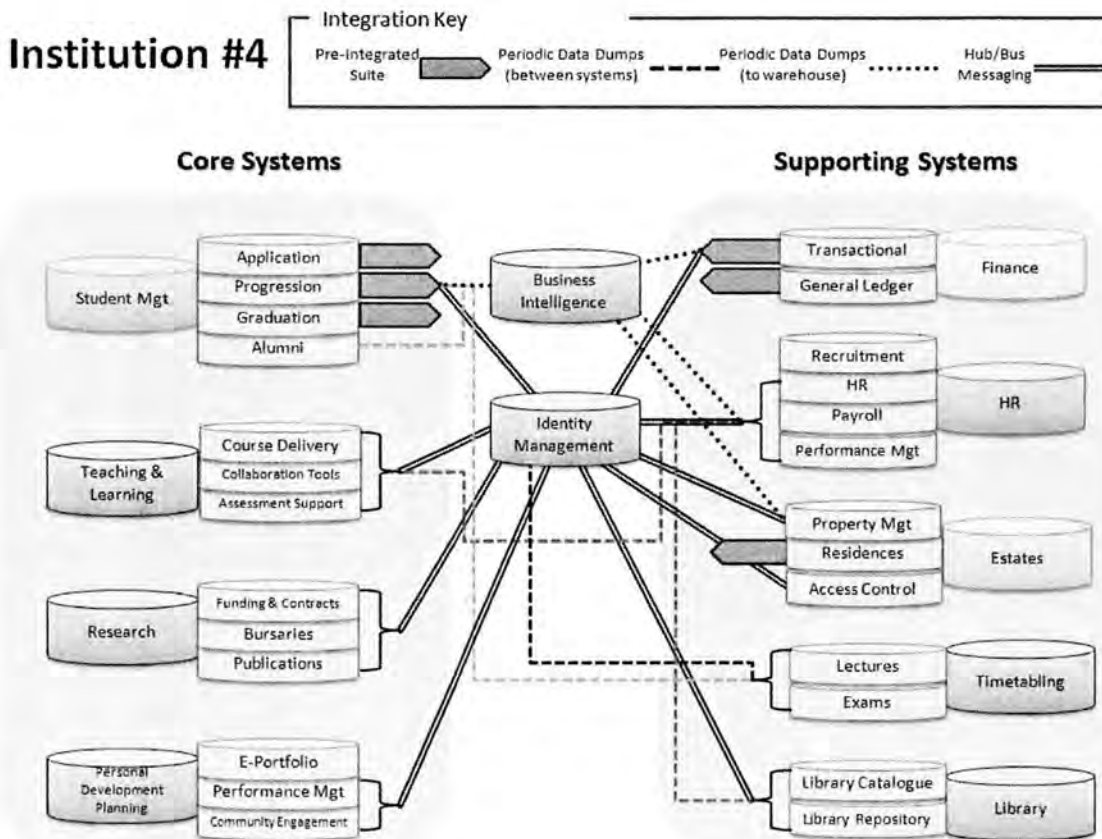 Institution #4
Integration Key
Pre-Integrated
Suite
Periodic Data Dumps
(between systems)
Periodic Data Dumps
(to warehouse)
Hub/Bus
Messaging
Core Systems
Supporting Systems
Student Mgt
Application
Progression
Graduation
Alumni
Business
Intelligence
Transactional
General Ledger
Finance
Identity
Management
Recruitment
HR
Payroll
Performance Mgt
HR
Teaching &
Learning
Course Delivery
Collaboration Tools
Assessment Support
Property Mgt
Residences
Access Control
Estates
Research
Funding & Contracts
Bursaries
Publications
Lectures
Exams
Timetabling
Personal
Development
Planning
E-Portfolio
Performance Mgt
Community Engagement
Library Catalogue
Library Repository
Library